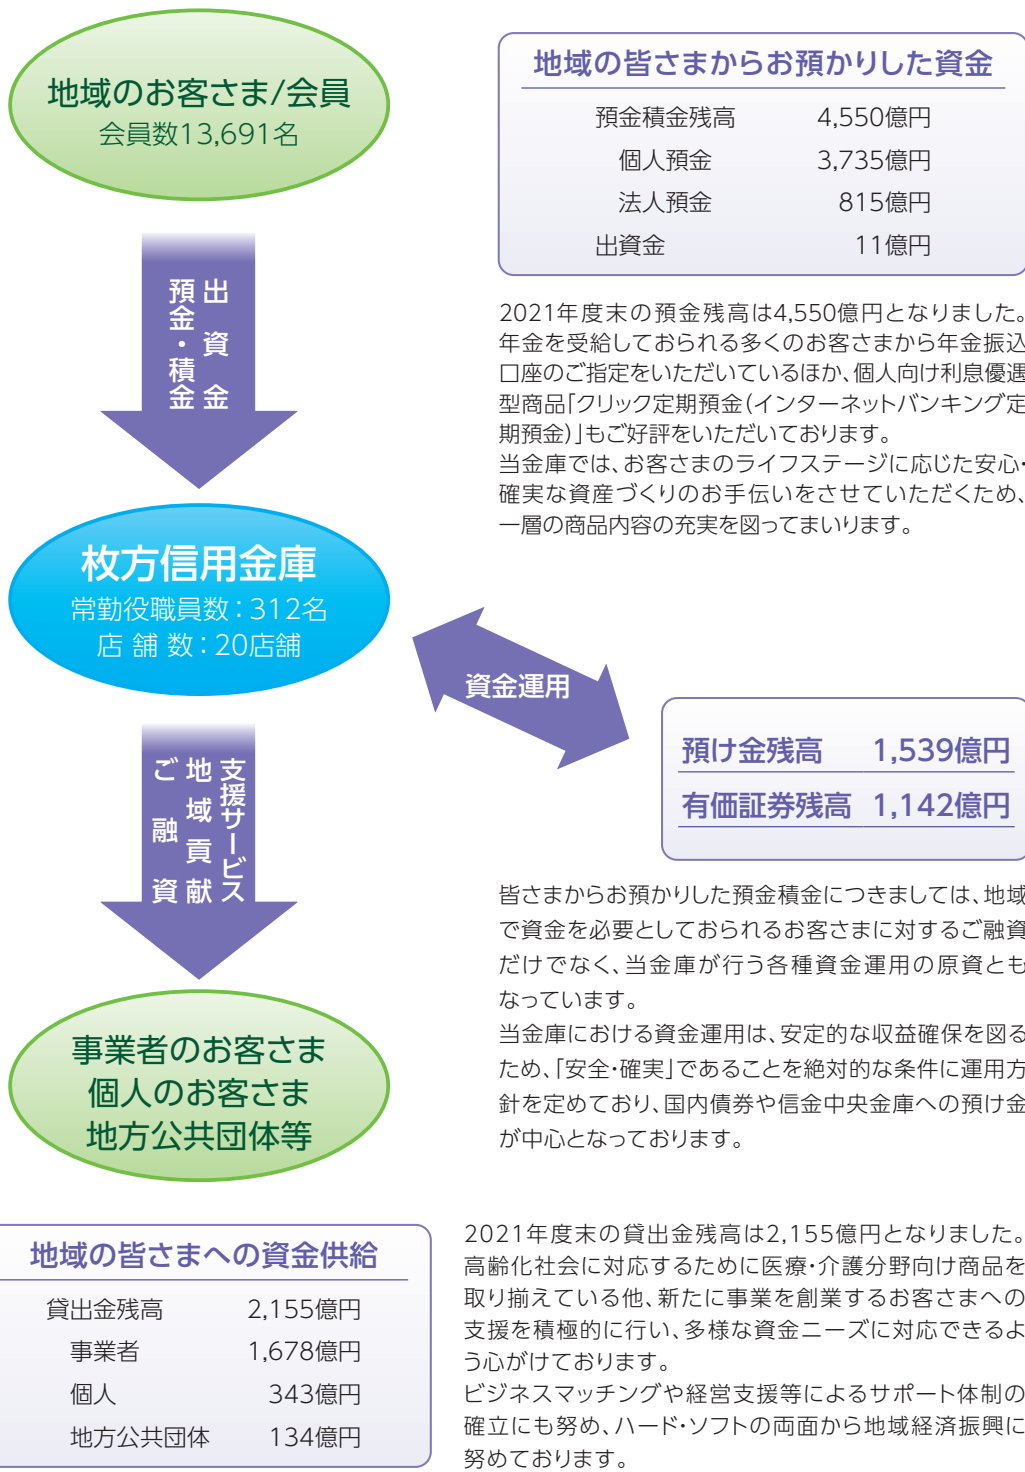 地域のお客さま/会員
会員数13,691名
出資金
預金・積金
枚方信用金庫
常勤役職員数：312名
店舗数：20店舗
支援サービス
地域貢献
ご融資
事業者のお客さま
個人のお客さま
地方公共団体等
地域の皆さまからお預かりした資金
預金積金残高 4,550億円
個人預金 3,735億円
法人預金 815億円
出資金 11億円
2021年度末の預金残高は4,550億円となりました。
年金を受給しておられる多くのお客さまから年金振込
口座のご指定をいただいているほか、個人向け利息優遇
型商品「クリック定期預金（インターネットバンキング定
期預金）」もご好評をいただいております。
当金庫では、お客さまのライフステージに応じた安心・
確実な資産づくりのお手伝いをさせていただくため、
一層の商品内容の充実を図ってまいります。
資金運用
預け金残高 1,539億円
有価証券残高 1,142億円
皆さまからお預かりした預金積金につきましては、地域
で資金を必要としておられるお客さまに対するご融資
だけでなく、当金庫が行う各種資金運用の原資とも
なっています。
当金庫における資金運用は、安定的な収益確保を図る
ため、「安全・確実」であることを絶対的な条件に運用方
針を定めており、国内債券や信金中央金庫への預け金
が中心となっております。
地域の皆さまへの資金供給
貸出金残高 2,155億円
事業者 1,678億円
個人 343億円
地方公共団体 134億円
2021年度末の貸出金残高は2,155億円となりました。
高齢化社会に対応するために医療・介護分野向け商品を
取り揃えている他、新たに事業を創業するお客さまへの
支援を積極的に行い、多様な資金ニーズに対応できるよ
う心がけております。
ビジネスマッチングや経営支援等によるサポート体制の
確立にも努め、ハード・ソフトの両面から地域経済振興に
努めております。